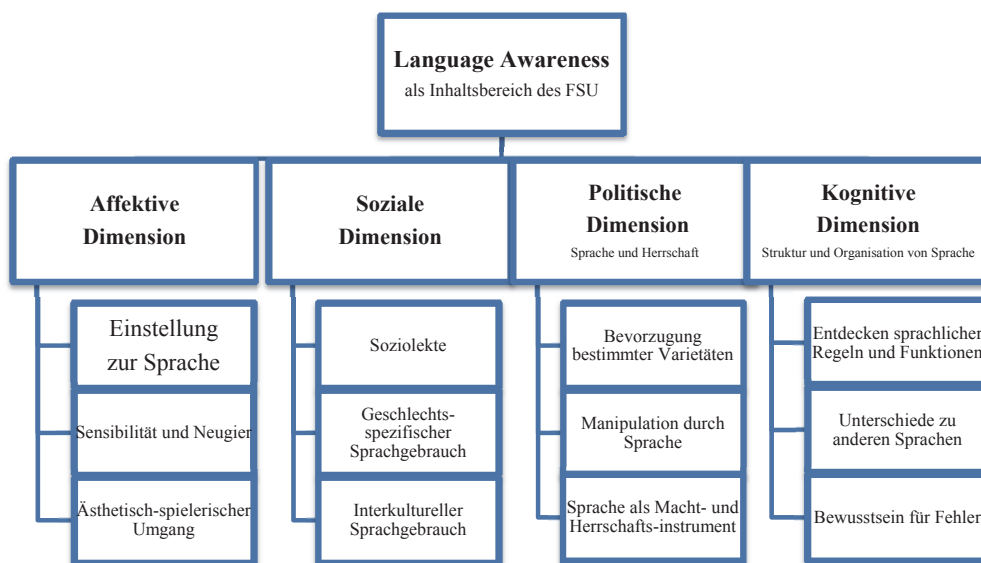 Language Awareness
als Inhaltsbereich des FSU
Affektive
Dimension
Soziale
Dimension
Politische
Dimension
Sprache und Herrschaft
Kognitive
Dimension
Struktur und Organisation von Sprache
Einstellung
zur Sprache
Sensibilität und Neugier
Ästhetisch-spielerischer
Umgang
Soziolekte
Geschlechts-
spezifischer
Sprachgebrauch
Interkultureller
Sprachgebrauch
Bevorzugung
bestimmter Varietäten
Manipulation durch
Sprache
Sprache als Macht- und
Herrschafts-instrument
Entdecken sprachlicher
Regeln und Funktionen
Unterschiede zu
anderen Sprachen
Bewusstsein für Fehler